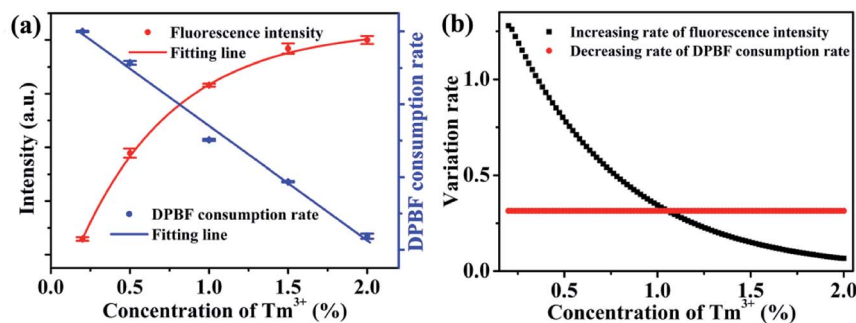 (a)
Fluorescence intensity
Fitting line
DPBF consumption rate
Fitting line
Intensity (a.u.)
DPBF consumption rate
0.0 0.5 1.0 1.5 2.0
Concentration of Tm³⁺ (%)
(b)
Increasing rate of fluorescence intensity
Decreasing rate of DPBF consumption rate
Variation rate
1.0
0.5
0.0
0.5 1.0 1.5 2.0
Concentration of Tm³⁺ (%)